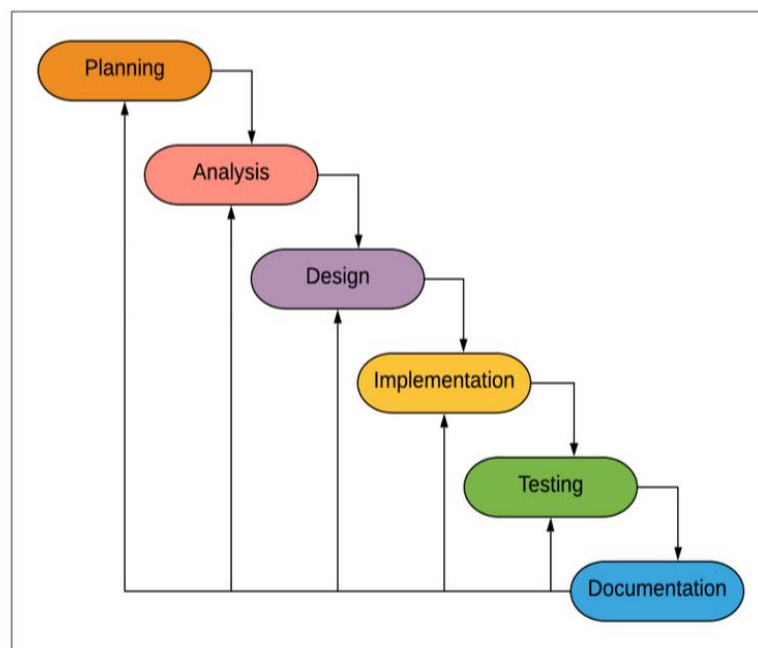 Planning
Analysis
Design
Implementation
Testing
Documentation